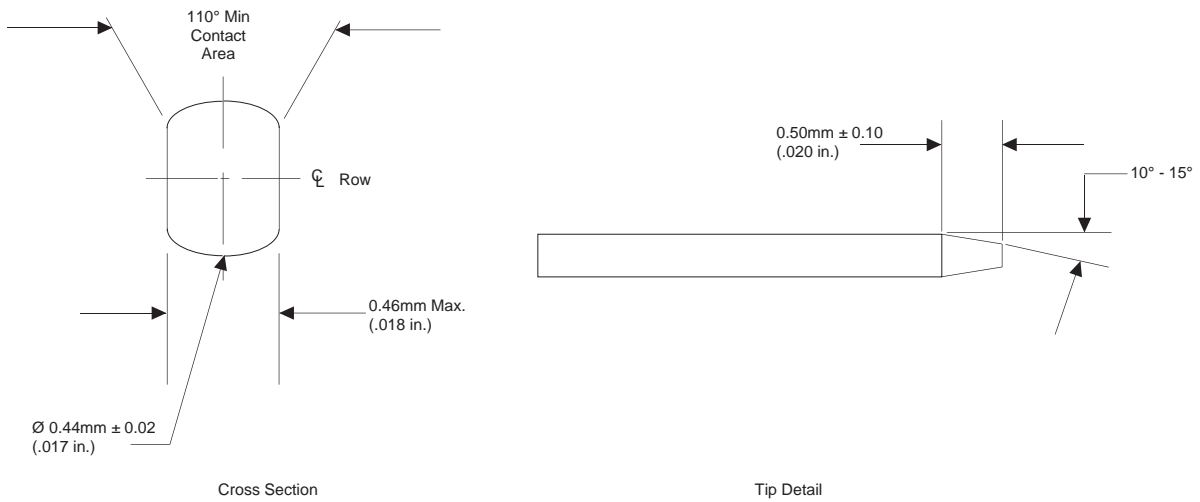 110° Min
Contact
Area
℄ Row
0.46mm Max.
(.018 in.)
Ø 0.44mm ± 0.02
(.017 in.)
Cross Section
0.50mm ± 0.10
(.020 in.)
10° - 15°
Tip Detail